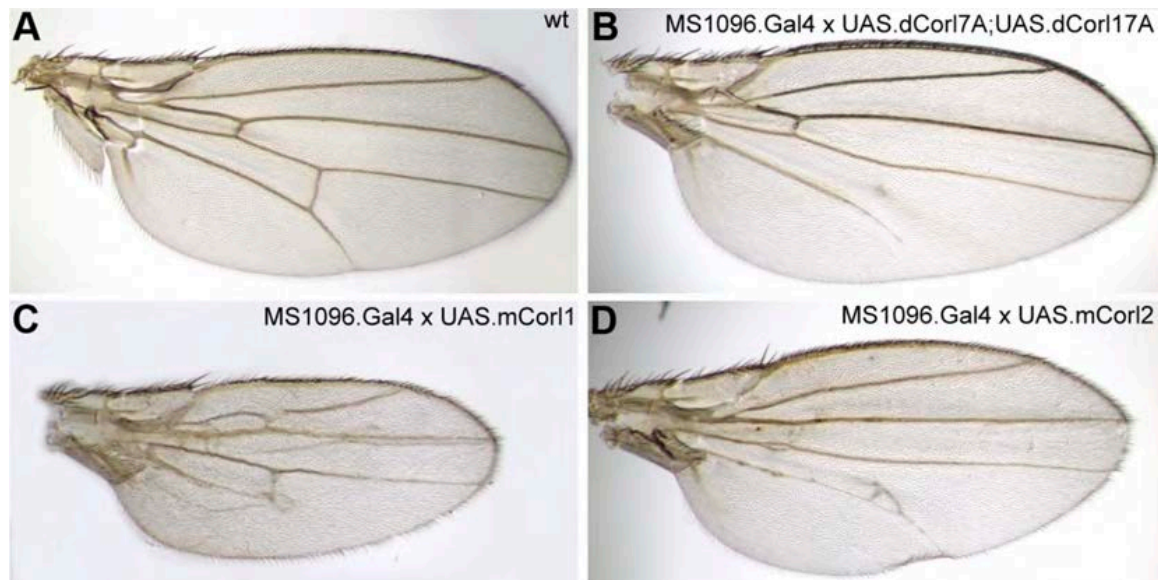 A
wt
B
MS1096.Gal4 x UAS.dCorl7A;UAS.dCorl17A
C
MS1096.Gal4 x UAS.mCorl1
D
MS1096.Gal4 x UAS.mCorl2